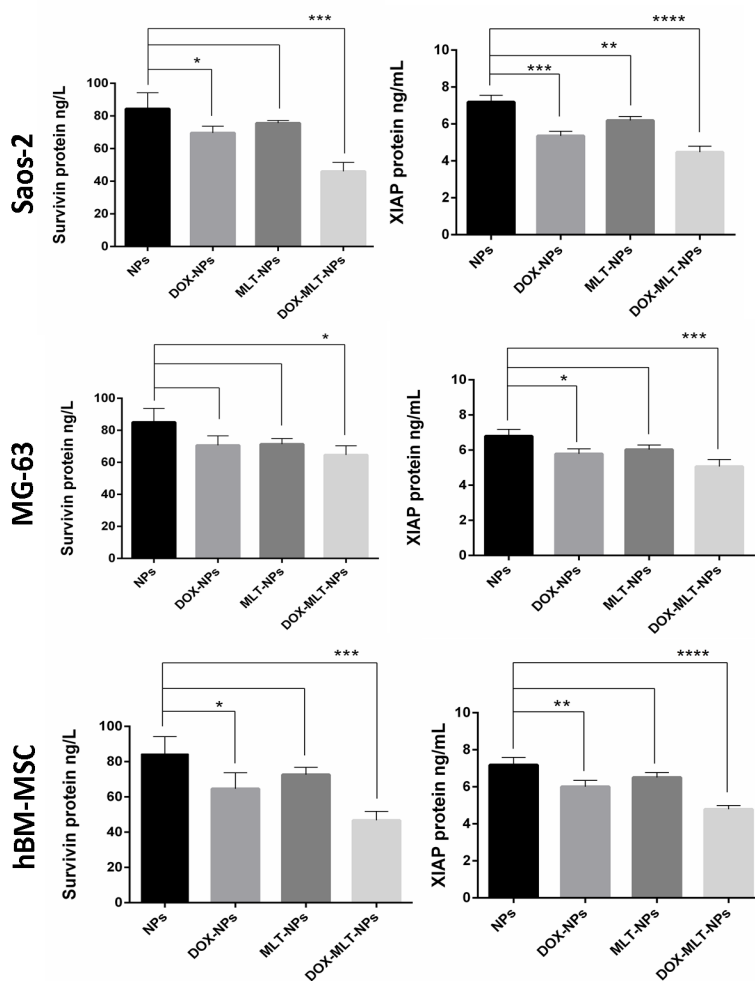 Saos-2
Survivin protein ng/L
100
80
60
40
20
0
*
***
NPs
DOX-NPs
MLT-NPs
DOX-MLT-NPs
XIAP protein ng/mL
10
8
6
4
2
0
***
**
****
NPs
DOX-NPs
MLT-NPs
DOX-MLT-NPs
MG-63
Survivin protein ng/L
100
80
60
40
20
0
*
NPs
DOX-NPs
MLT-NPs
DOX-MLT-NPs
XIAP protein ng/mL
10
8
6
4
2
0
*
***
NPs
DOX-NPs
MLT-NPs
DOX-MLT-NPs
hBM-MSC
Survivin protein ng/L
100
80
60
40
20
0
*
***
NPs
DOX-NPs
MLT-NPs
DOX-MLT-NPs
XIAP protein ng/mL
10
8
6
4
2
0
**
****
NPs
DOX-NPs
MLT-NPs
DOX-MLT-NPs